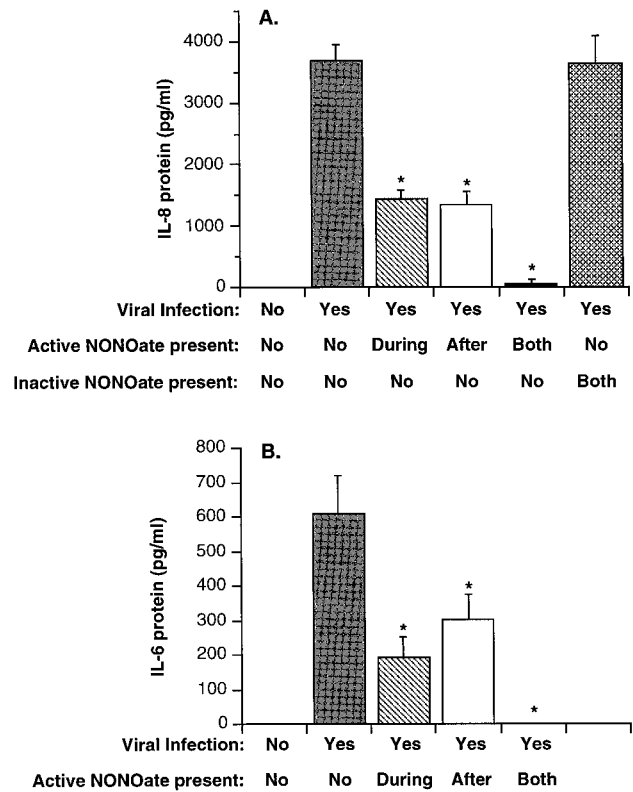 A.
4000
3000
2000
1000
0
IL-8 protein (pg/ml)
* * *
Viral Infection: No Yes Yes Yes Yes Yes
Active NONOate present: No No During After Both No
Inactive NONOate present: No No No No No Both
B.
800
700
600
500
400
300
200
100
0
IL-6 protein (pg/ml)
* * *
Viral Infection: No Yes Yes Yes Yes
Active NONOate present: No No During After Both